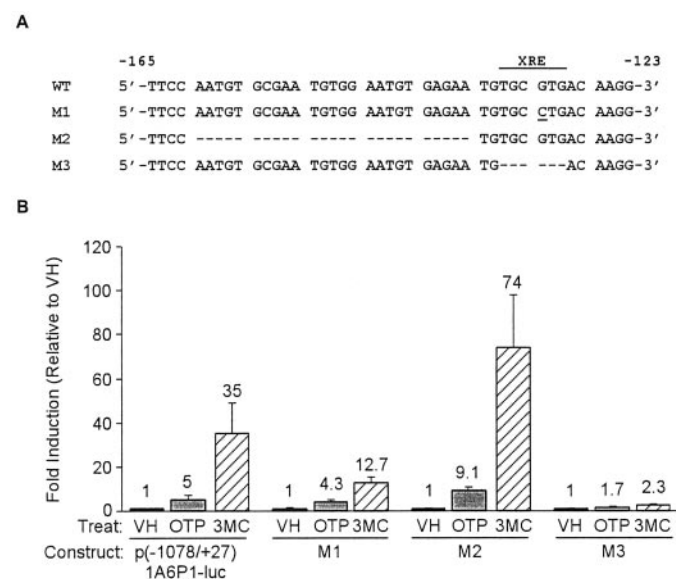 A
-165 XRE -123
WT 5'-TTCC AATGT GCGAA TGTGG AATGT GAGAA TGTGC GTGAC AAGG-3'
M1 5'-TTCC AATGT GCGAA TGTGG AATGT GAGAA TGTGC CTGAC AAGG-3'
M2 5'-TTCC ----- ----- ----- ----- ----- TGTGC GTGAC AAGG-3'
M3 5'-TTCC AATGT GCGAA TGTGG AATGT GAGAA TG--- ---AC AAGG-3'
B
Fold Induction (Relative to VH)
120
100
80
60
40
20
0
1 5 35 1 4.3 12.7 1 9.1 74 1 1.7 2.3
Treat: VH OTP 3MC VH OTP 3MC VH OTP 3MC VH OTP 3MC
Construct: p(-1078/+27) M1 M2 M3
1A6P1-luc